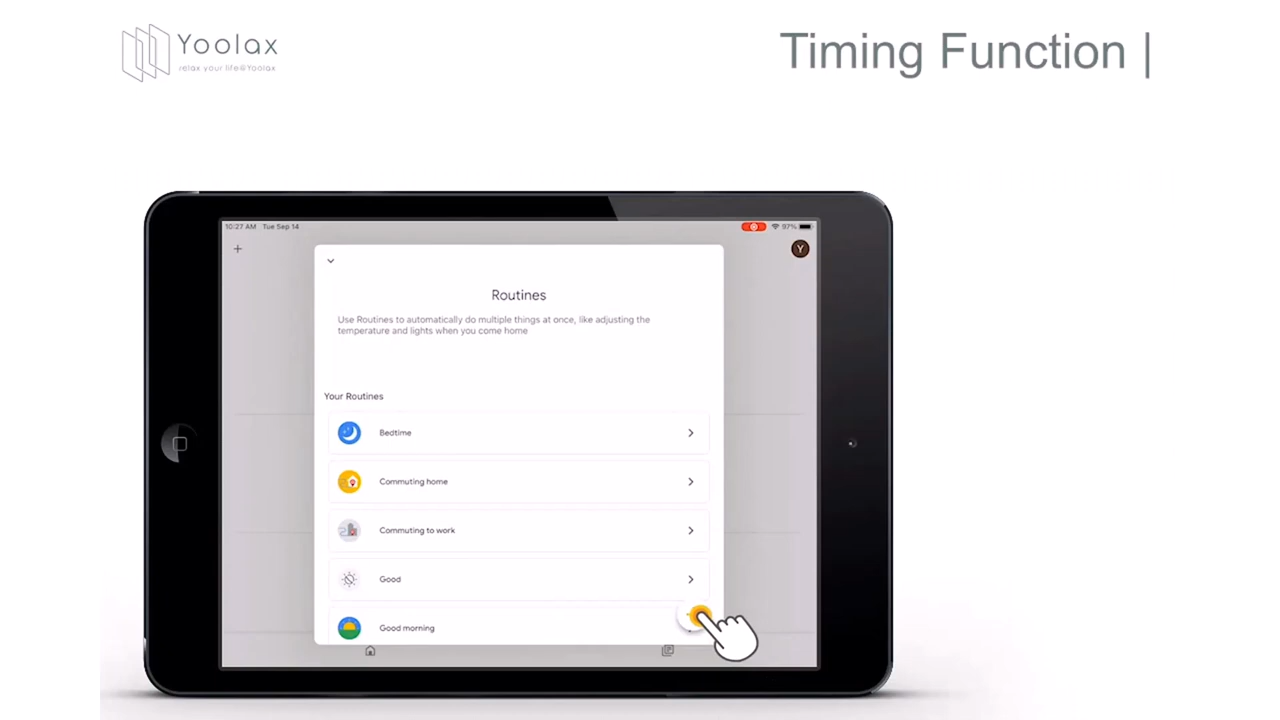 Yoolax
relax your life@Yoolax
Timing Function |
10:27 AM Tue Sep 14
97%
Y
Routines
Use Routines to automatically do multiple things at once, like adjusting the
temperature and lights when you come home
Your Routines
Bedtime
Commuting home
Commuting to work
Good
Good morning